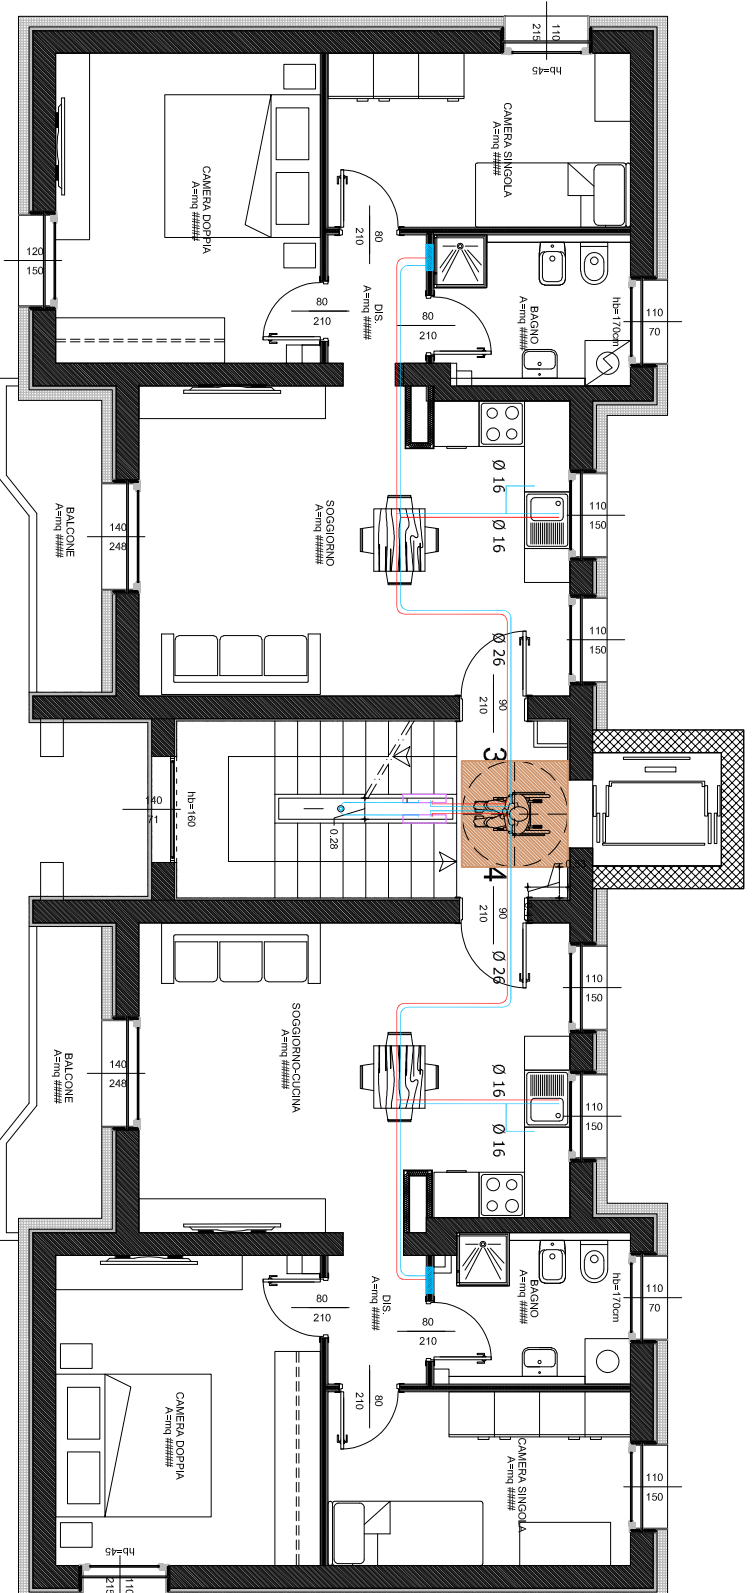 110
215
hb=45
CAMERA SINGOLA
A=mq #####
CAMERA DOPPIA
A=mq #####
80
210
120
150
DIS.
A=mq ####
80
210
80
210
BAGNO
A=mq ####
hb=170cm
110
70
BALCONE
A=mq #####
140
248
SOGGIORNO
A=mq #####
Ø 16
Ø 16
110
150
110
150
Ø 26
90
210
3
140
71
hb=160
0.28
4
0.53
90
210
Ø 26
BALCONE
A=mq #####
140
248
SOGGIORNO-CUCINA
A=mq #####
110
150
Ø 16
Ø 16
110
150
DIS.
A=mq ####
80
210
80
210
BAGNO
A=mq ####
hb=170cm
110
70
80
210
CAMERA DOPPIA
A=mq #####
CAMERA SINGOLA
A=mq #####
110
150
hb=45
110
215